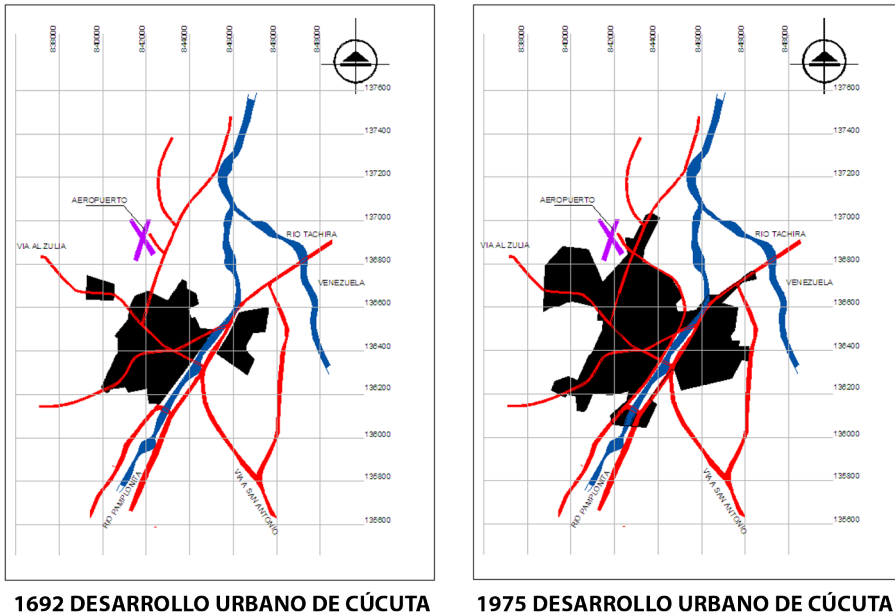 838000
840000
842000
844000
846000
848000
137600
137400
137200
137000
136800
136600
136400
136200
136000
135800
135600
AEROPUERTO
VIA AL ZULIA
RIO TACHIRA
VENEZUELA
RIO PAMPLONITA
VIA A SAN ANTONIO
1692 DESARROLLO URBANO DE CÚCUTA
838000
840000
842000
844000
846000
848000
137600
137400
137200
137000
136800
136600
136400
136200
136000
135800
135600
AEROPUERTO
VIA AL ZULIA
RIO TACHIRA
VENEZUELA
RIO PAMPLONITA
VIA A SAN ANTONIO
1975 DESARROLLO URBANO DE CÚCUTA